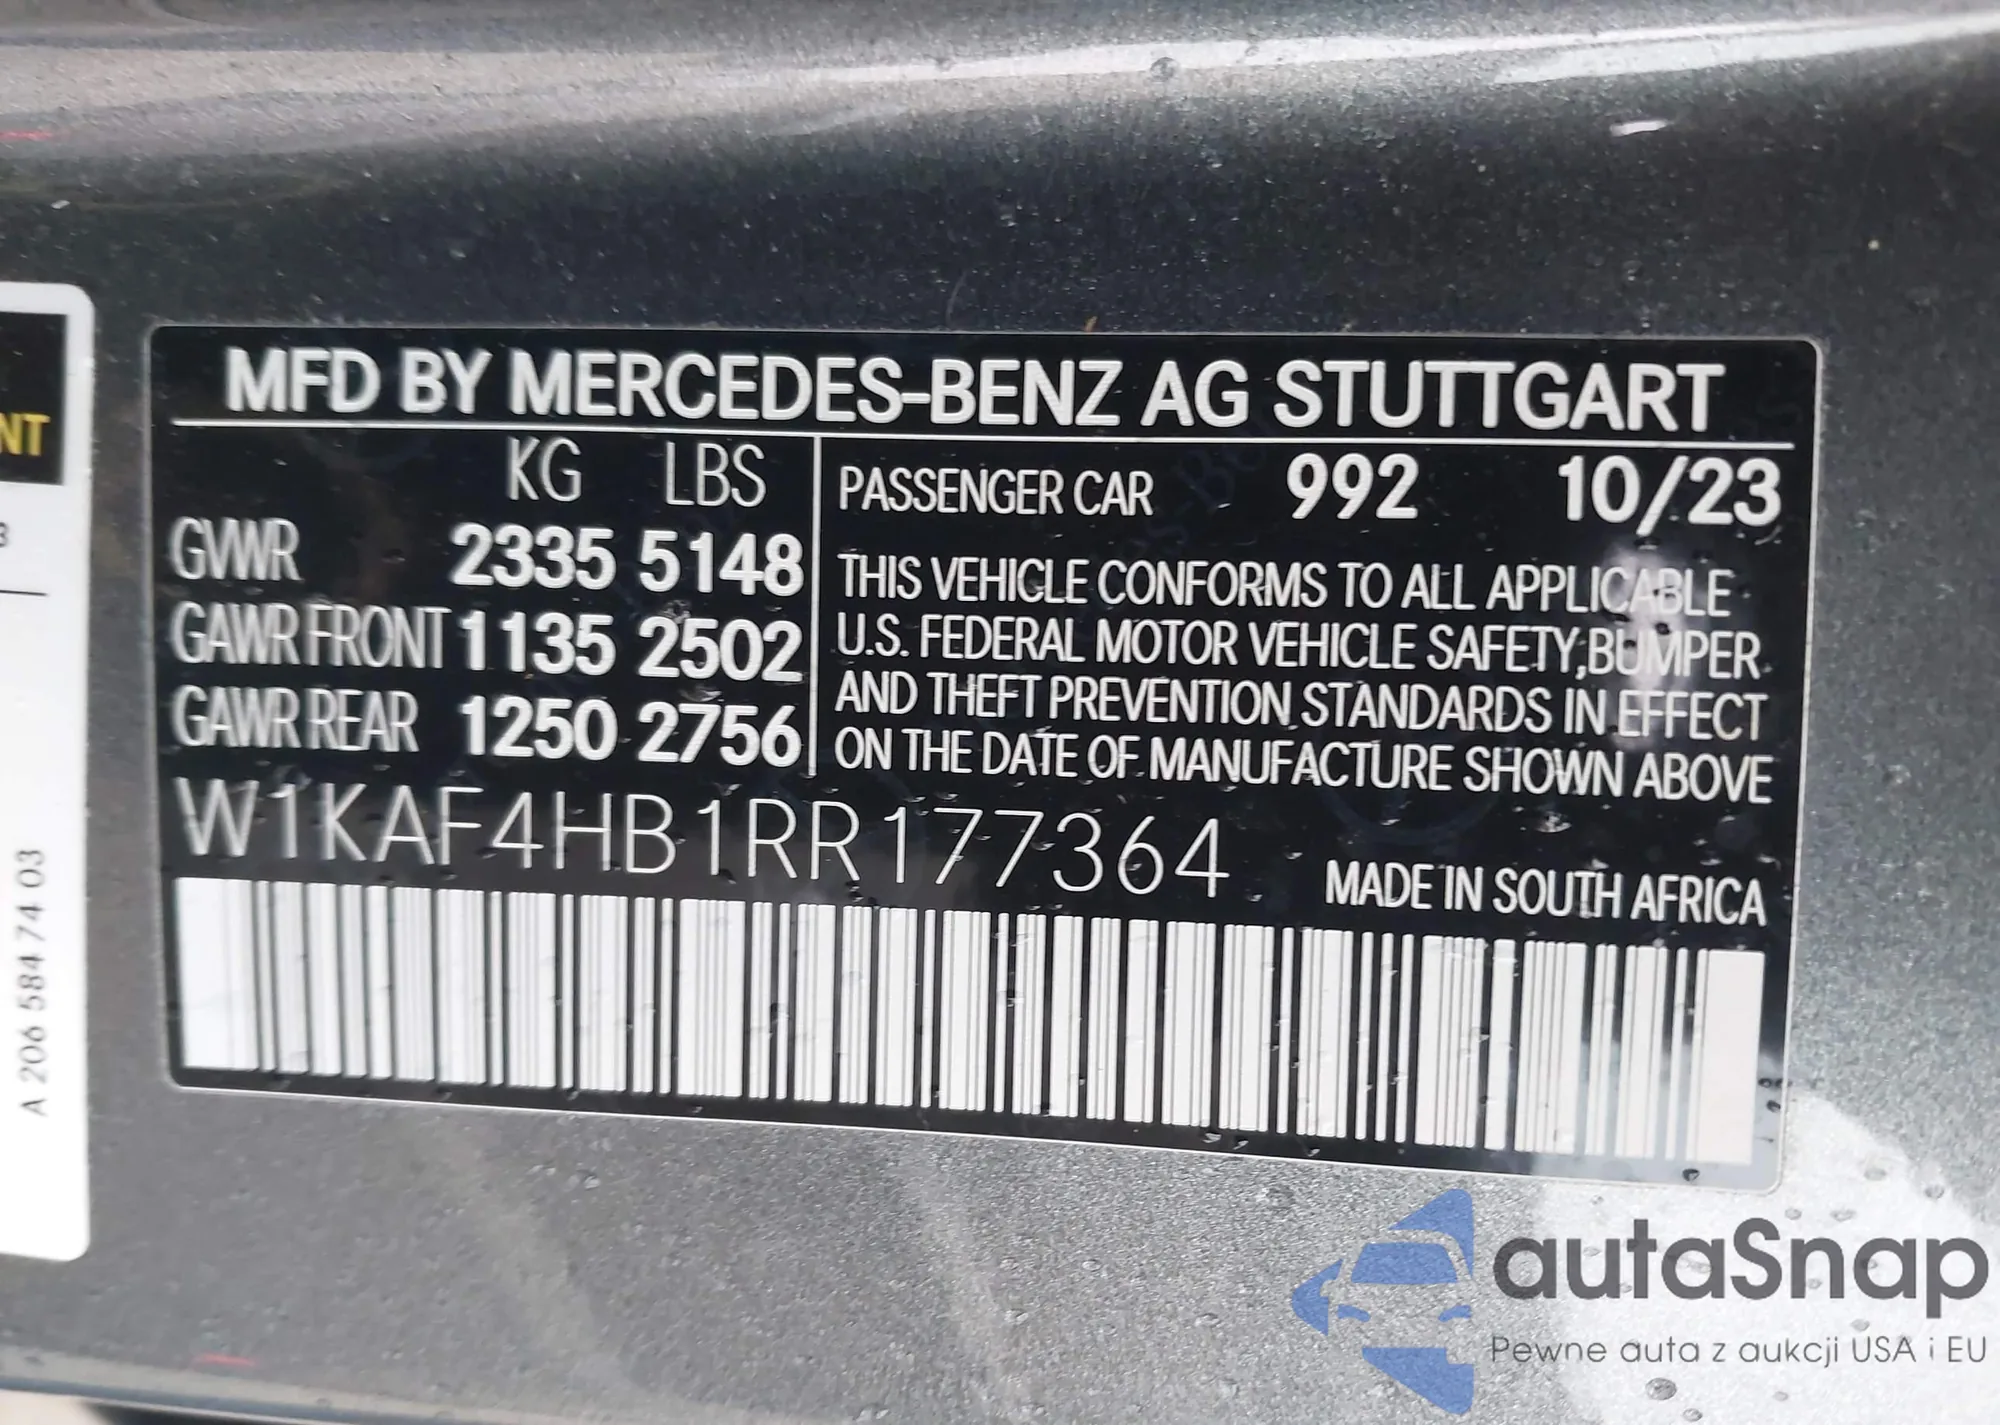 MFD BY MERCEDES-BENZ AG STUTTGART
KG LBS
GVWR 2335 5148
GAWR FRONT 1135 2502
GAWR REAR 1250 2756
PASSENGER CAR 992 10/23
THIS VEHICLE CONFORMS TO ALL APPLICABLE
U.S. FEDERAL MOTOR VEHICLE SAFETY, BUMPER
AND THEFT PREVENTION STANDARDS IN EFFECT
ON THE DATE OF MANUFACTURE SHOWN ABOVE
W1KAF4HB1RR177364
MADE IN SOUTH AFRICA
NT
3
A 206 584 74 03
autaSnap
Pewne auta z aukcji USA i EU